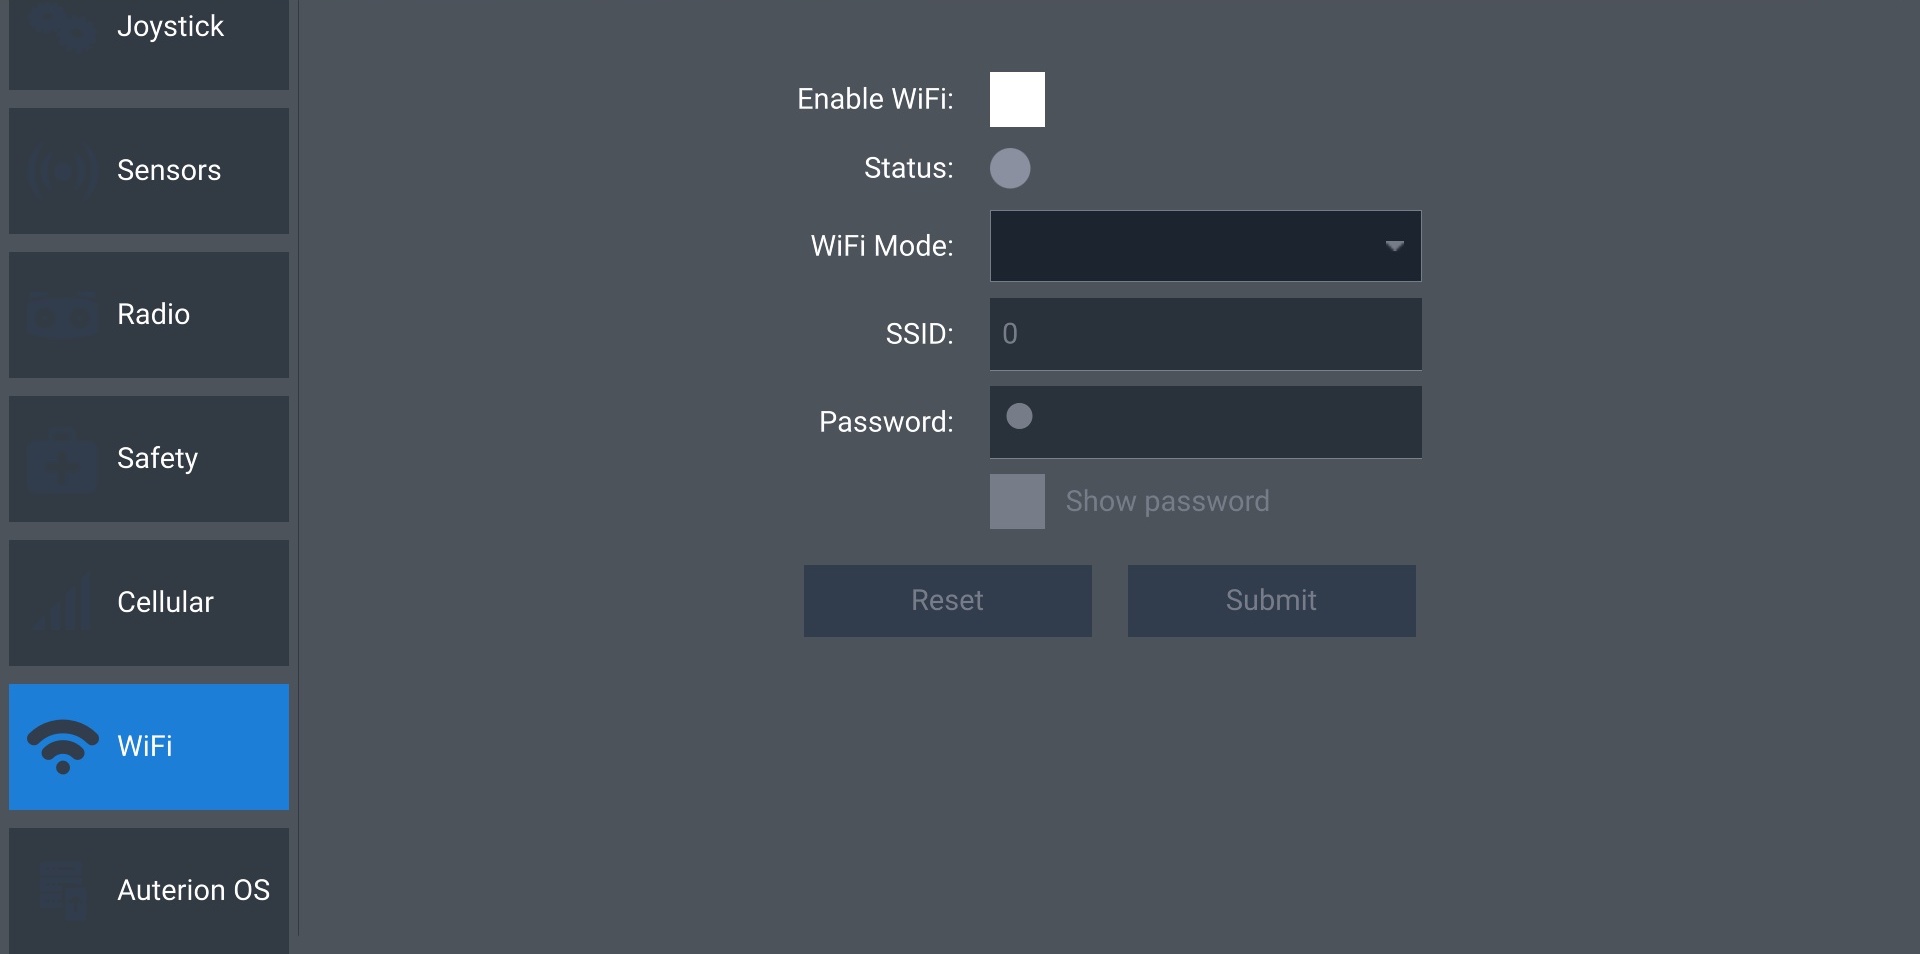 Joystick
Sensors
Radio
Safety
Cellular
WiFi
Auterion OS
Enable WiFi:
Status:
WiFi Mode:
SSID:
0
Password:
Show password
Reset
Submit